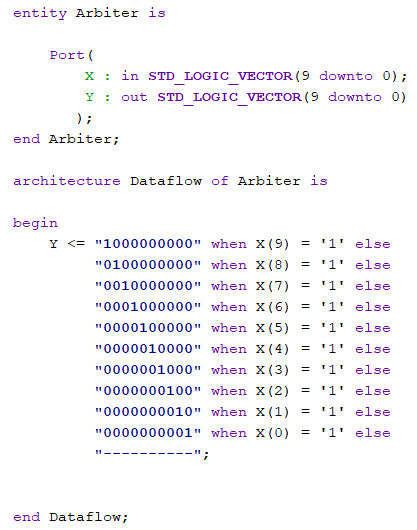 entity Arbiter is
Port(
X : in STD_LOGIC_VECTOR(9 downto 0);
Y : out STD_LOGIC_VECTOR(9 downto 0)
);
end Arbiter;
architecture Dataflow of Arbiter is
begin
Y <= "1000000000" when X(9) = '1' else
"0100000000" when X(8) = '1' else
"0010000000" when X(7) = '1' else
"0001000000" when X(6) = '1' else
"0000100000" when X(5) = '1' else
"0000010000" when X(4) = '1' else
"0000001000" when X(3) = '1' else
"0000000100" when X(2) = '1' else
"0000000010" when X(1) = '1' else
"0000000001" when X(0) = '1' else
"----------";
end Dataflow;